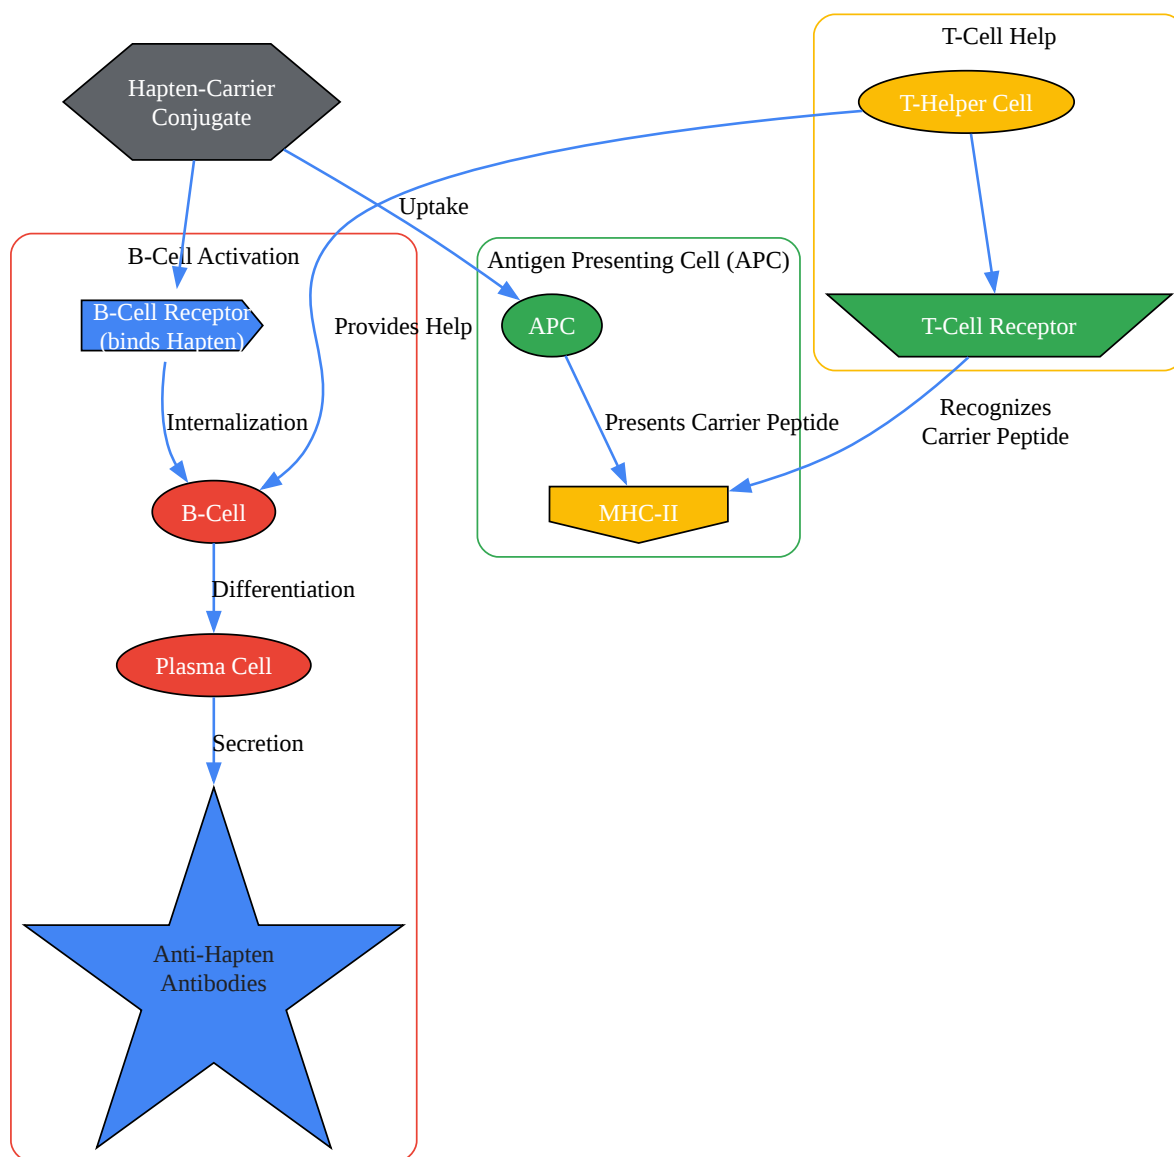 T-Cell Help
Hapten-Carrier
Conjugate
T-Helper Cell
Uptake
B-Cell Activation
Antigen Presenting Cell (APC)
B-Cell Receptor
(binds Hapten)
Provides Help
APC
T-Cell Receptor
Internalization
Presents Carrier Peptide
Recognizes
Carrier Peptide
B-Cell
MHC-II
Differentiation
Plasma Cell
Secretion
Anti-Hapten
Antibodies